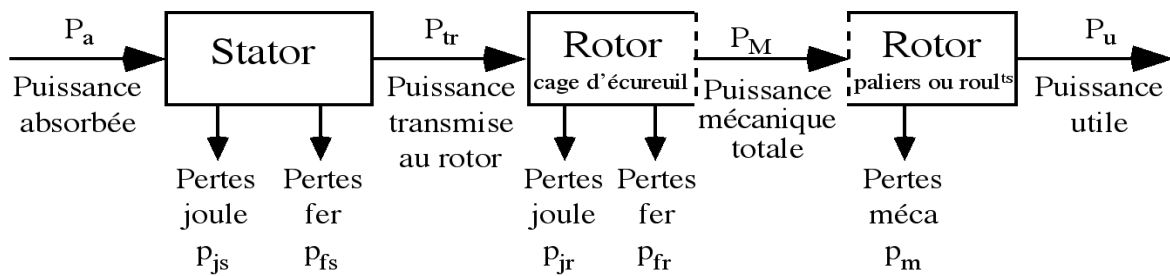 Pa
Puissance
absorbée
Stator
Pertes
joule
pjs
Pertes
fer
pfs
Ptr
Puissance
transmise
au rotor
Rotor
cage d'écureuil
Pertes
joule
pjr
Pertes
fer
pfr
PM
Puissance
mécanique
totale
Rotor
paliers ou roults
Pertes
méca
pm
Pu
Puissance
utile